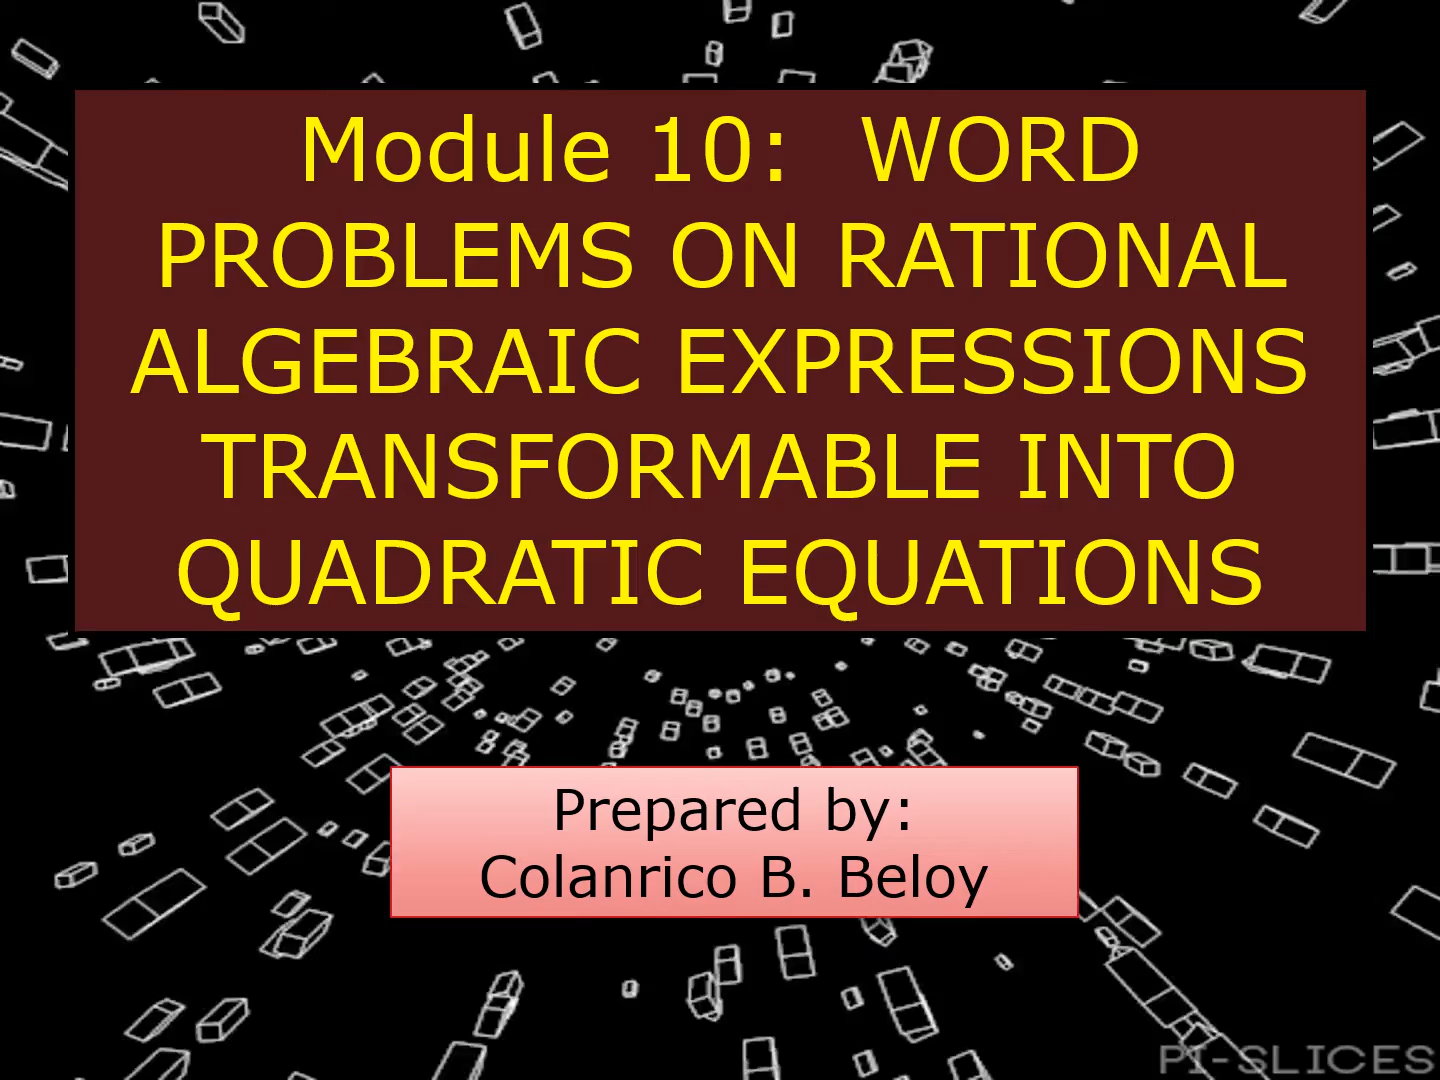 Module 10:  WORD
PROBLEMS ON RATIONAL
ALGEBRAIC EXPRESSIONS
TRANSFORMABLE INTO
QUADRATIC EQUATIONS
Prepared by:
Colanrico B. Beloy
PI-SLICES